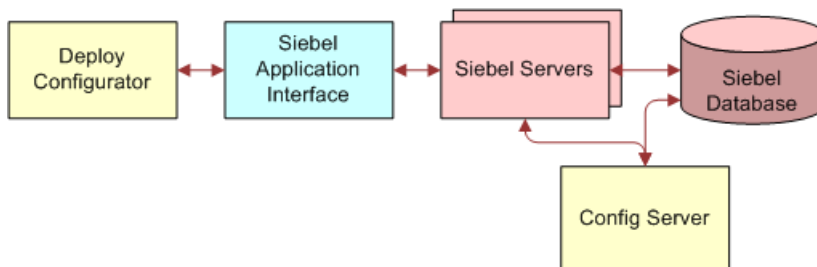 Deploy
Configurator
Siebel
Application
Interface
Siebel Servers
Siebel
Database
Config Server